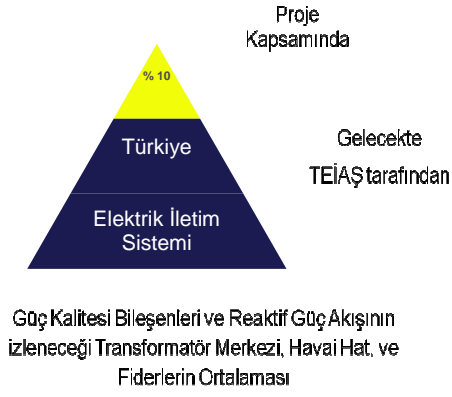 Proje
Kapsamında
% 10
Türkiye
Gelecekte
TEİAŞ tarafından
Elektrik İletim
Sistemi
Güç Kalitesi Bileşenleri ve Reaktif Güç Akışının
izleneceği Transformatör Merkezi, Havai Hat, ve
Fiderlerin Ortalaması